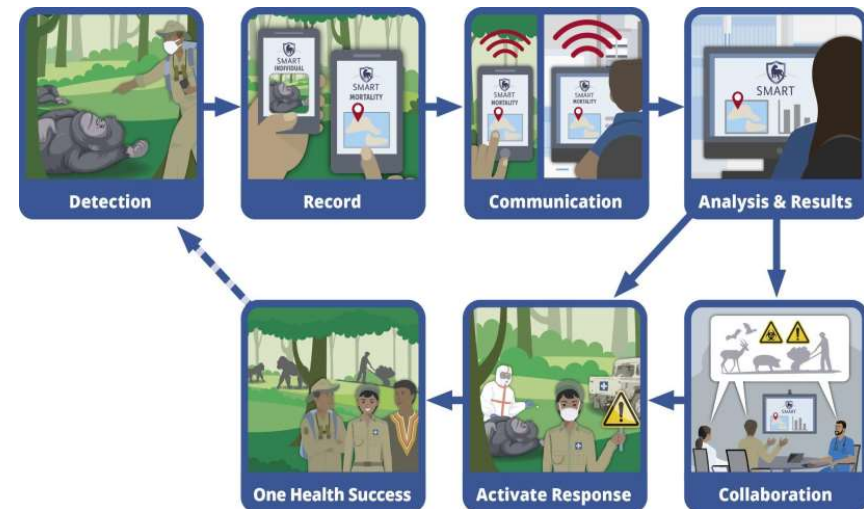 SMART
INDIVIDUAL
SMART
MORTALITY
SMART
MORTALITY
SMART
MORTALITY
SMART
Detection
Record
Communication
Analysis & Results
SMART
One Health Success
Activate Response
Collaboration